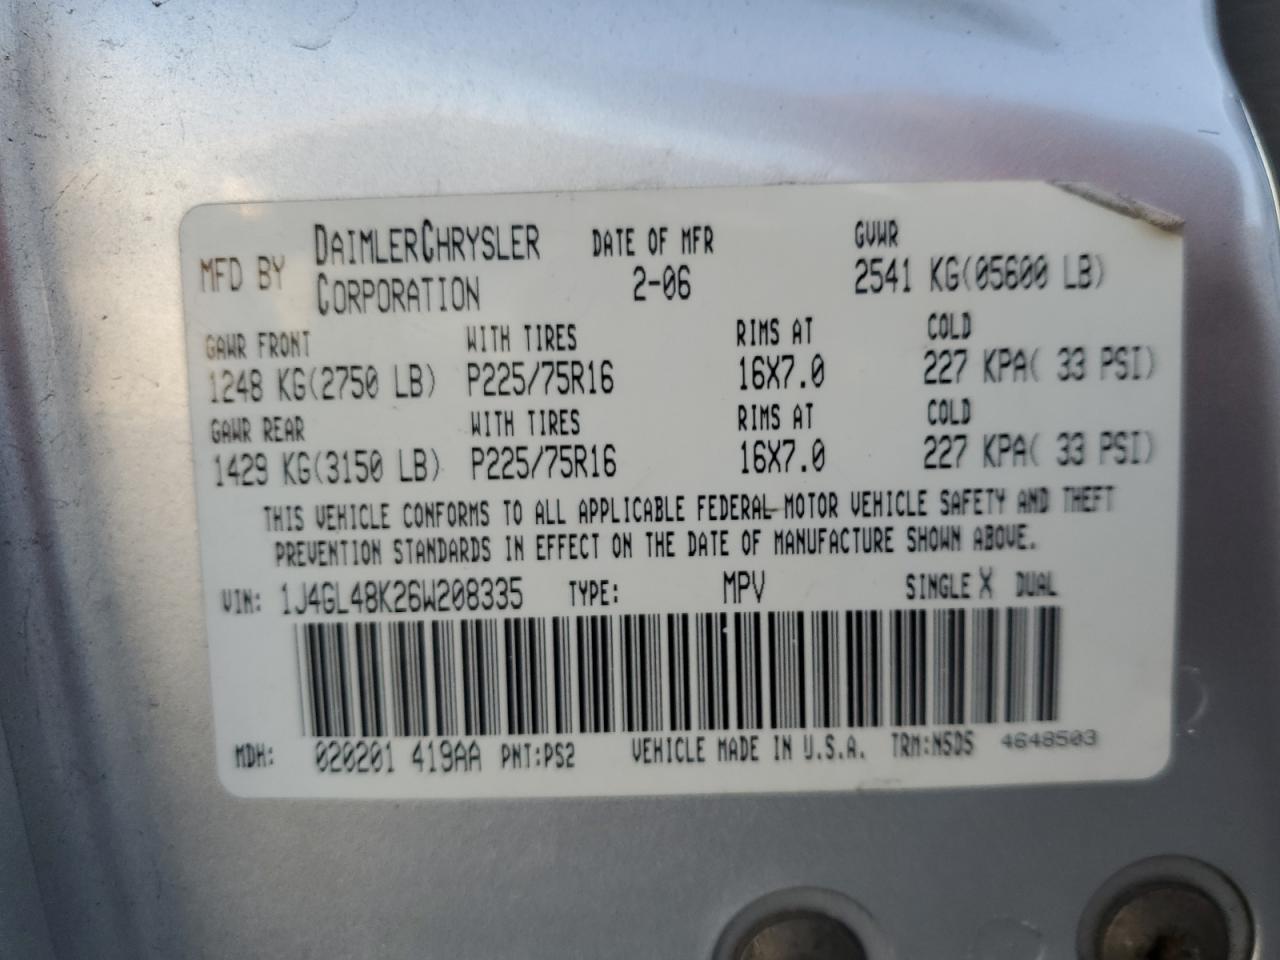 MFD BY DAIMLERCHRYSLER CORPORATION DATE OF MFR 2-06 GVWR 2541 KG(05600 LB)
GAWR FRONT WITH TIRES RIMS AT COLD
1248 KG(2750 LB) P225/75R16 16X7.0 227 KPA( 33 PSI)
GAWR REAR WITH TIRES RIMS AT COLD
1429 KG(3150 LB) P225/75R16 16X7.0 227 KPA( 33 PSI)
THIS VEHICLE CONFORMS TO ALL APPLICABLE FEDERAL MOTOR VEHICLE SAFETY AND THEFT
PREVENTION STANDARDS IN EFFECT ON THE DATE OF MANUFACTURE SHOWN ABOVE.
VIN: 1J4GL48K26W208335 TYPE: MPV SINGLE X DUAL
MDH: 020201 419AA PNT:PS2 VEHICLE MADE IN U.S.A. TRM:N5D5 4648503